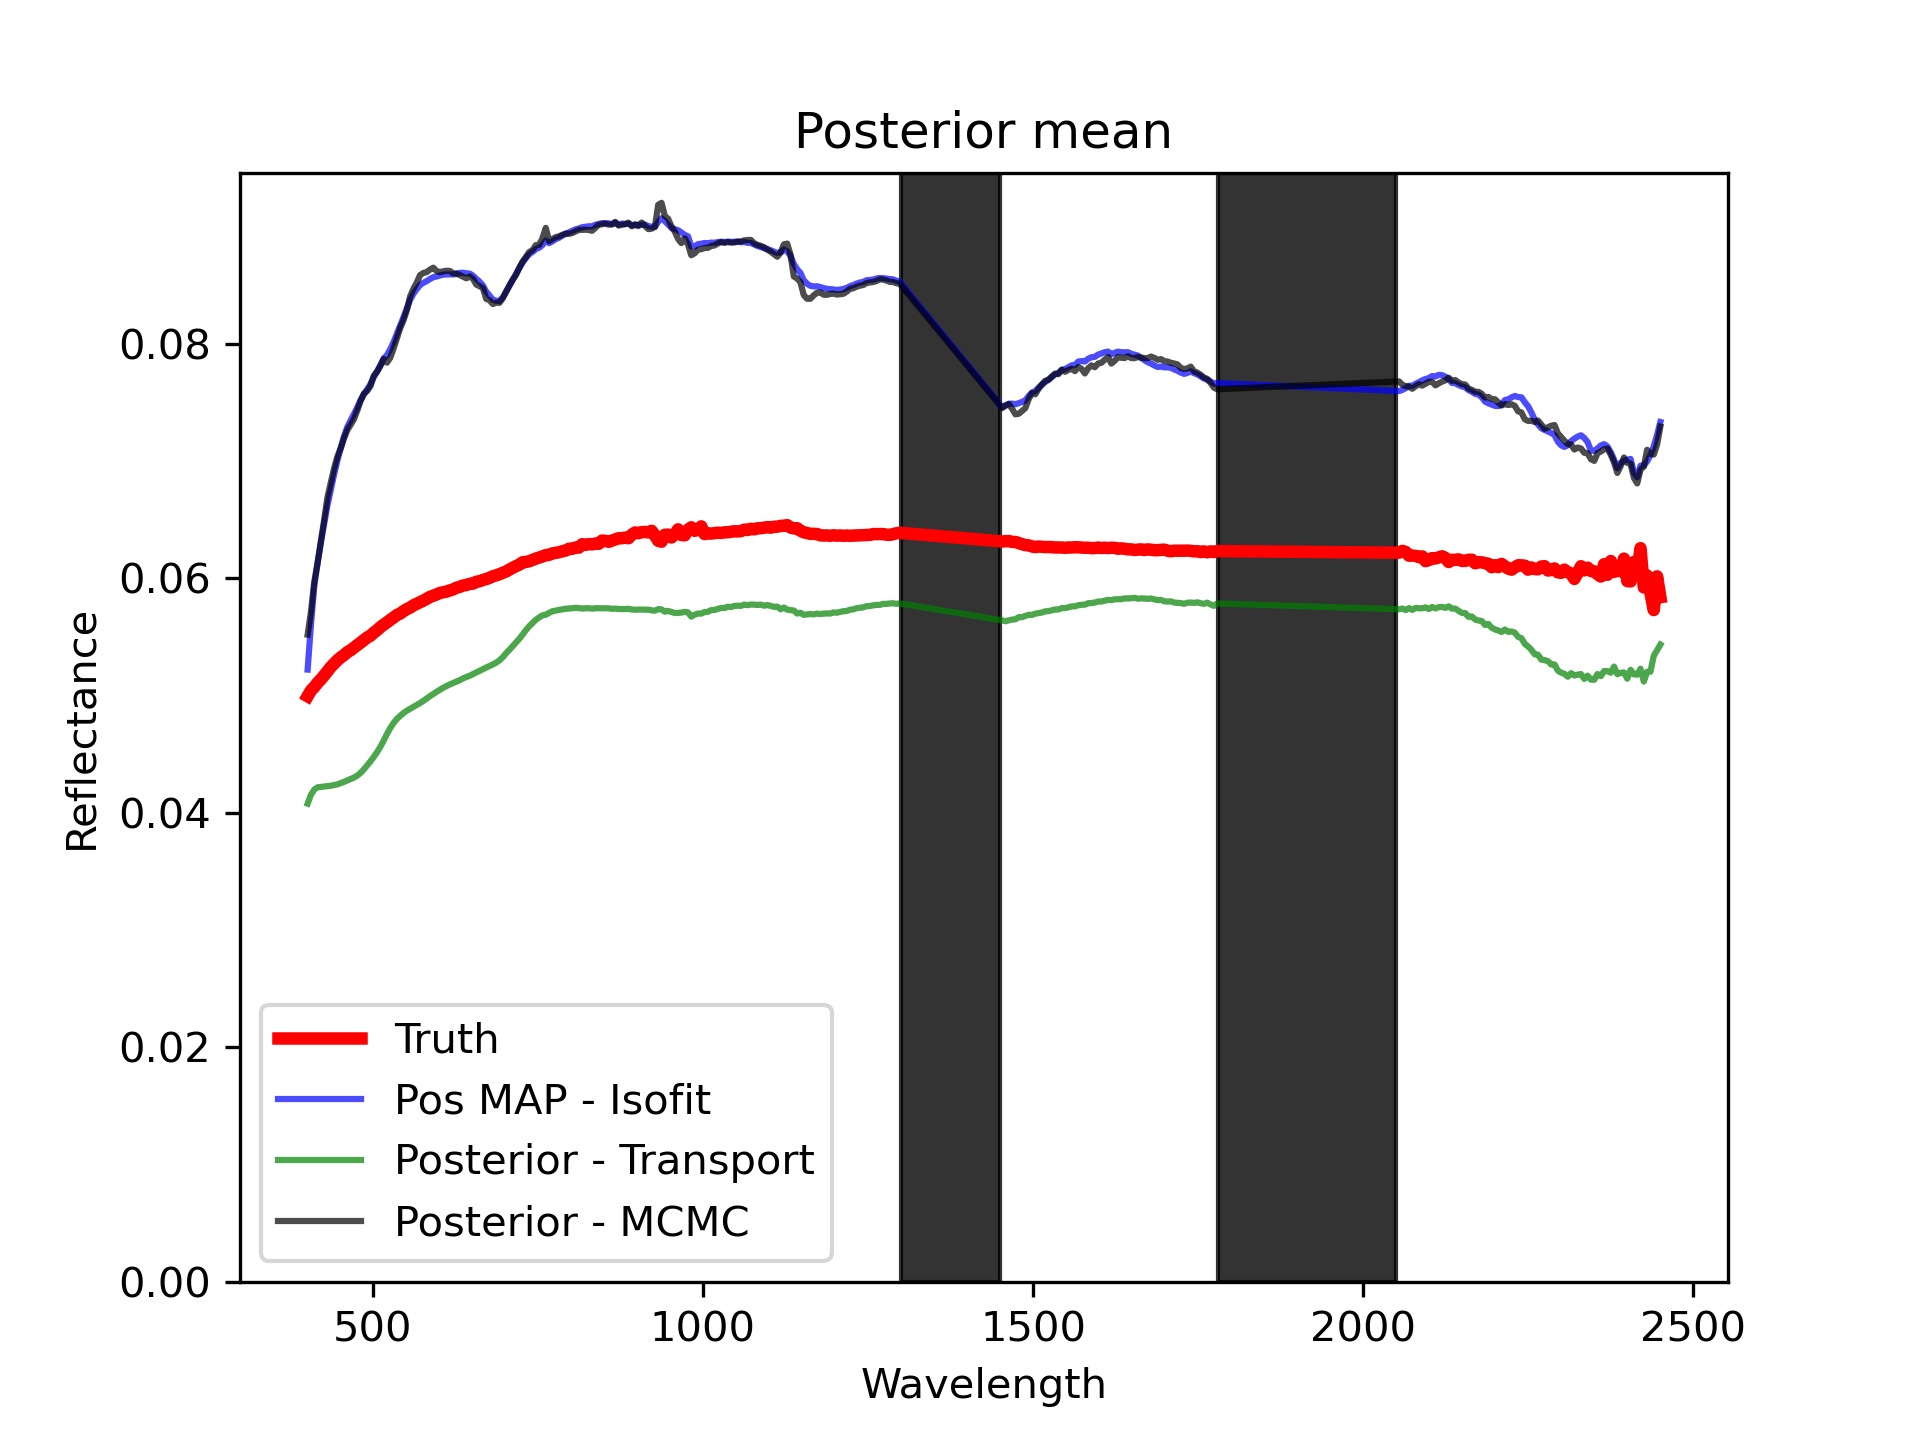 Posterior mean
Reflectance
0.08
0.06
0.04
0.02
0.00
Truth
Pos MAP - Isofit
Posterior - Transport
Posterior - MCMC
500 1000 1500 2000 2500
Wavelength